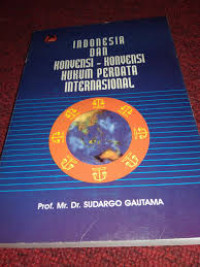 INDONESIA
DAN
KONVENSI - KONVENSI
HUKUM PERDATA
INTERNASIONAL
Prof. Mr. Dr. SUDARGO GAUTAMA